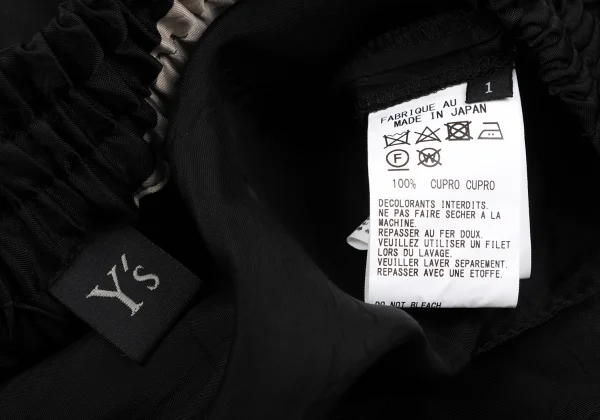 1
FABRIQUE AU
MADE IN JAPAN
F
W
100% CUPRO CUPRO
DECOLORANTS INTERDITS.
NE PAS FAIRE SECHER A LA
MACHINE.
REPASSER AU FER DOUX.
VEUILLEZ UTILISER UN FILET
LORS DU LAVAGE.
VEUILLER LAVER SEPAREMENT.
REPASSER AVEC UNE ETOFFE.
DO NOT BLEACH
Y's